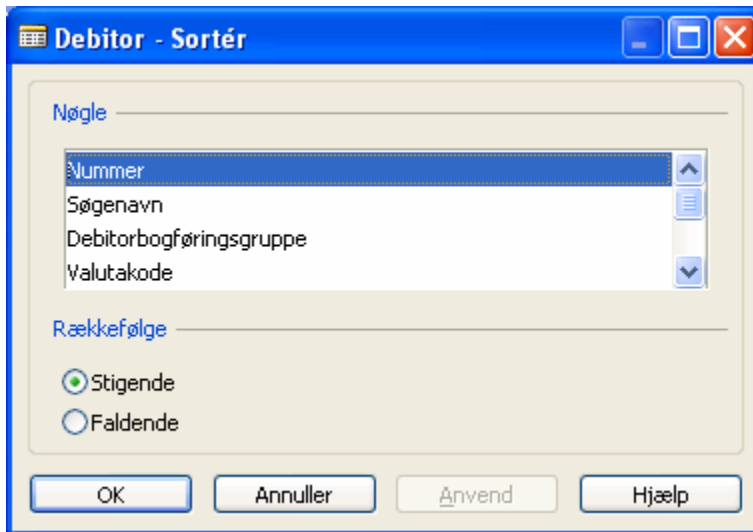 Debitor - Sortér
Nøgle
Nummer
Søgenavn
Debitorbogføringsgruppe
Valutakode
Rækkefølge
Stigende
Faldende
OK Annuller Anvend Hjælp